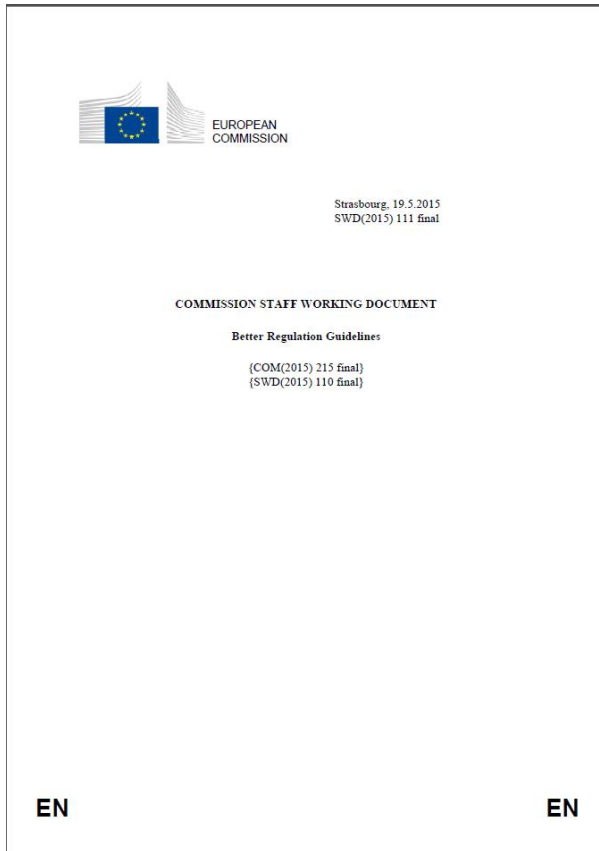 EUROPEAN
COMMISSION
Strasbourg, 19.5.2015
SWD(2015) 111 final
COMMISSION STAFF WORKING DOCUMENT
Better Regulation Guidelines
{COM(2015) 215 final}
{SWD(2015) 110 final}
EN EN